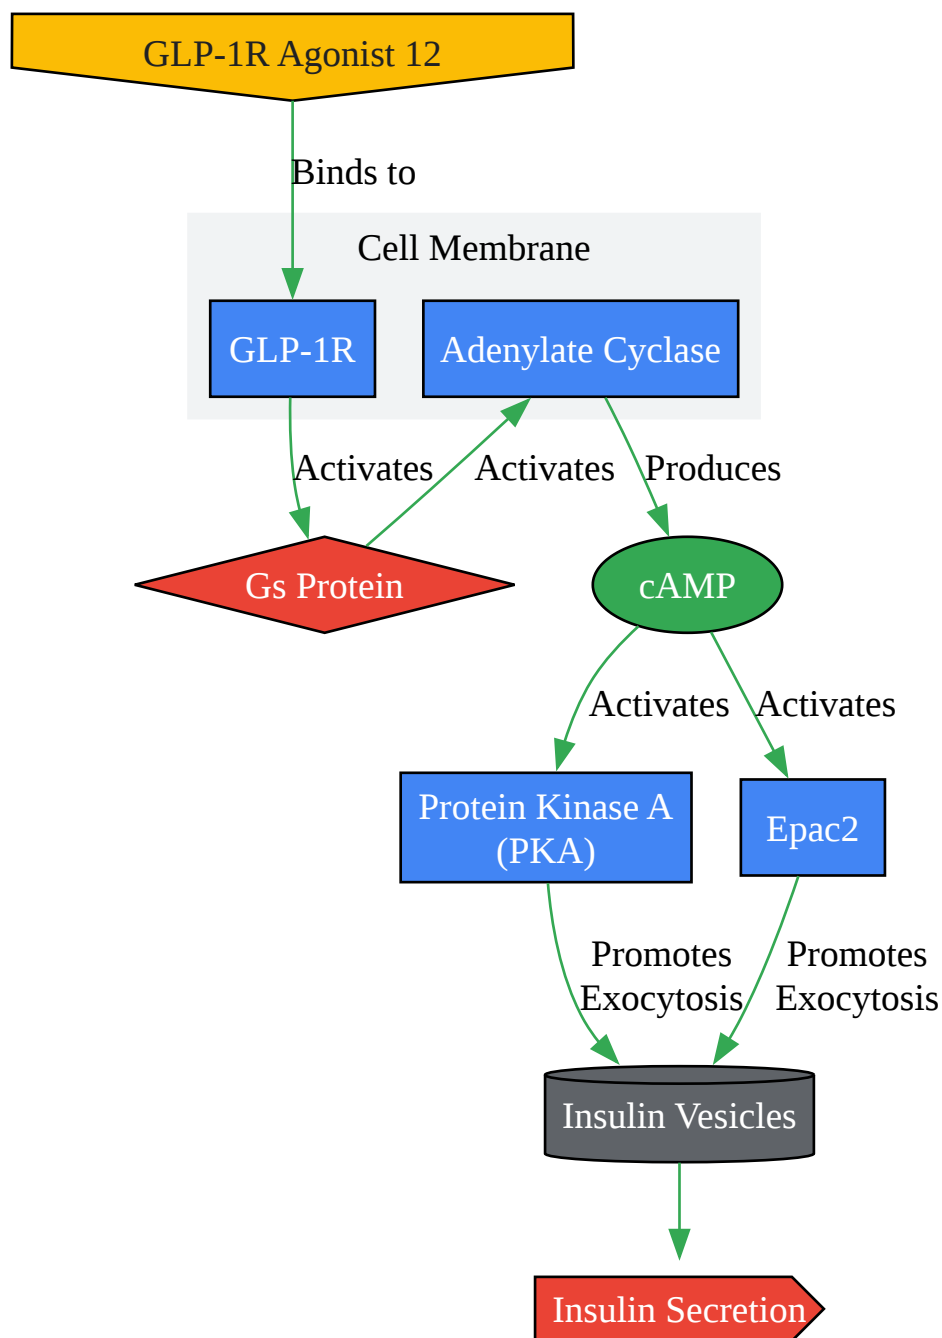 GLP-1R Agonist 12
Binds to
Cell Membrane
GLP-1R
Adenylate Cyclase
Activates
Activates
Produces
Gs Protein
cAMP
Activates
Activates
Protein Kinase A
(PKA)
Epac2
Promotes
Exocytosis
Promotes
Exocytosis
Insulin Vesicles
Insulin Secretion